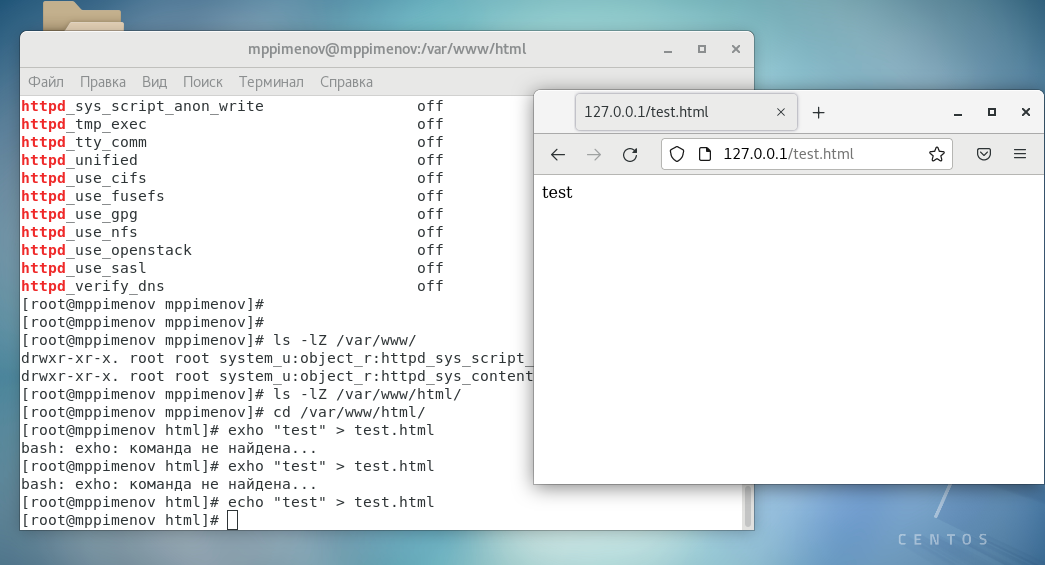 mppimenov@mppimenov:/var/www/html
Файл Правка Вид Поиск Терминал Справка
httpd_sys_script_anon_write off
httpd_tmp_exec off
httpd_tty_comm off
httpd_unified off
httpd_use_cifs off
httpd_use_fusefs off
httpd_use_gpg off
httpd_use_nfs off
httpd_use_openstack off
httpd_use_sasl off
httpd_verify_dns off
[root@mppimenov mppimenov]#
[root@mppimenov mppimenov]#
[root@mppimenov mppimenov]# ls -lZ /var/www/
drwxr-xr-x. root root system_u:object_r:httpd_sys_script_
drwxr-xr-x. root root system_u:object_r:httpd_sys_content
[root@mppimenov mppimenov]# ls -lZ /var/www/html/
[root@mppimenov mppimenov]# cd /var/www/html/
[root@mppimenov html]# exho "test" > test.html
bash: exho: команда не найдена...
[root@mppimenov html]# exho "test" > test.html
bash: exho: команда не найдена...
[root@mppimenov html]# echo "test" > test.html
[root@mppimenov html]#
127.0.0.1/test.html
127.0.0.1/test.html
test
CENTOS